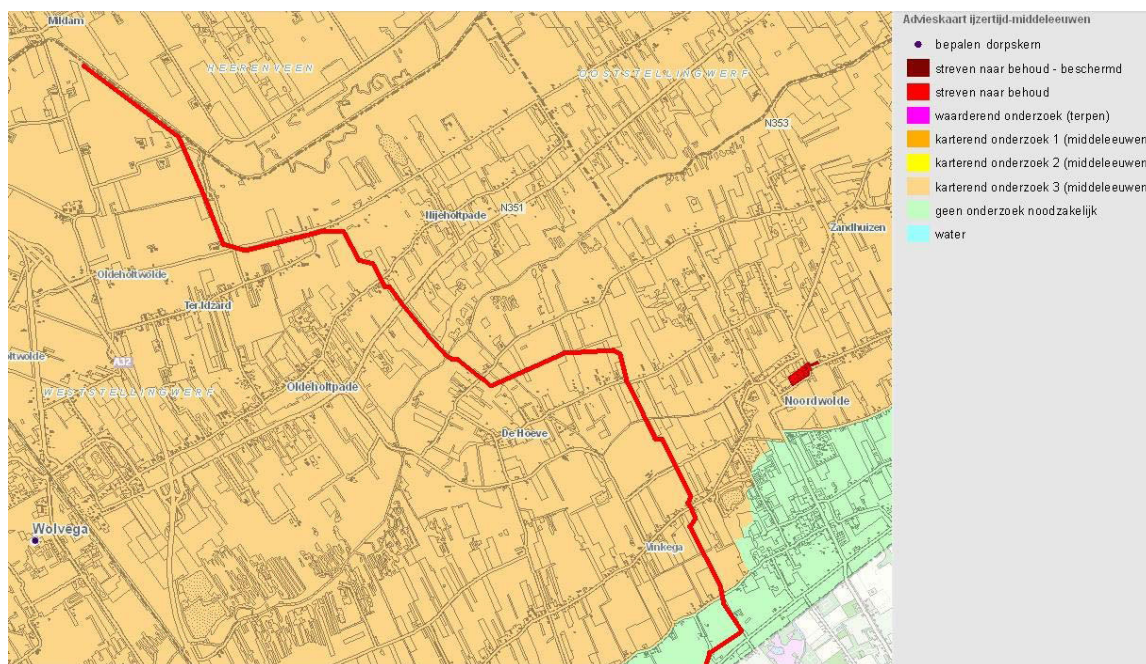 Mildam
HEERENVEEN
OOSTSTELLINGWERF
N353
Nijeholtpade
N351
Zandhuizen
Oldeholtwolde
Ter Idzard
A32
WESTSTELLINGWERF
Oldeholtpade
Noordwolde
De Hoeve
Wolvega
Vinkega
Advieskaart ijzertijd-middeleeuwen
bepalen dorpskern
streven naar behoud - beschermd
streven naar behoud
waarderend onderzoek (terpen)
karterend onderzoek 1 (middeleeuwen
karterend onderzoek 2 (middeleeuwen
karterend onderzoek 3 (middeleeuwen
geen onderzoek noodzakelijk
water